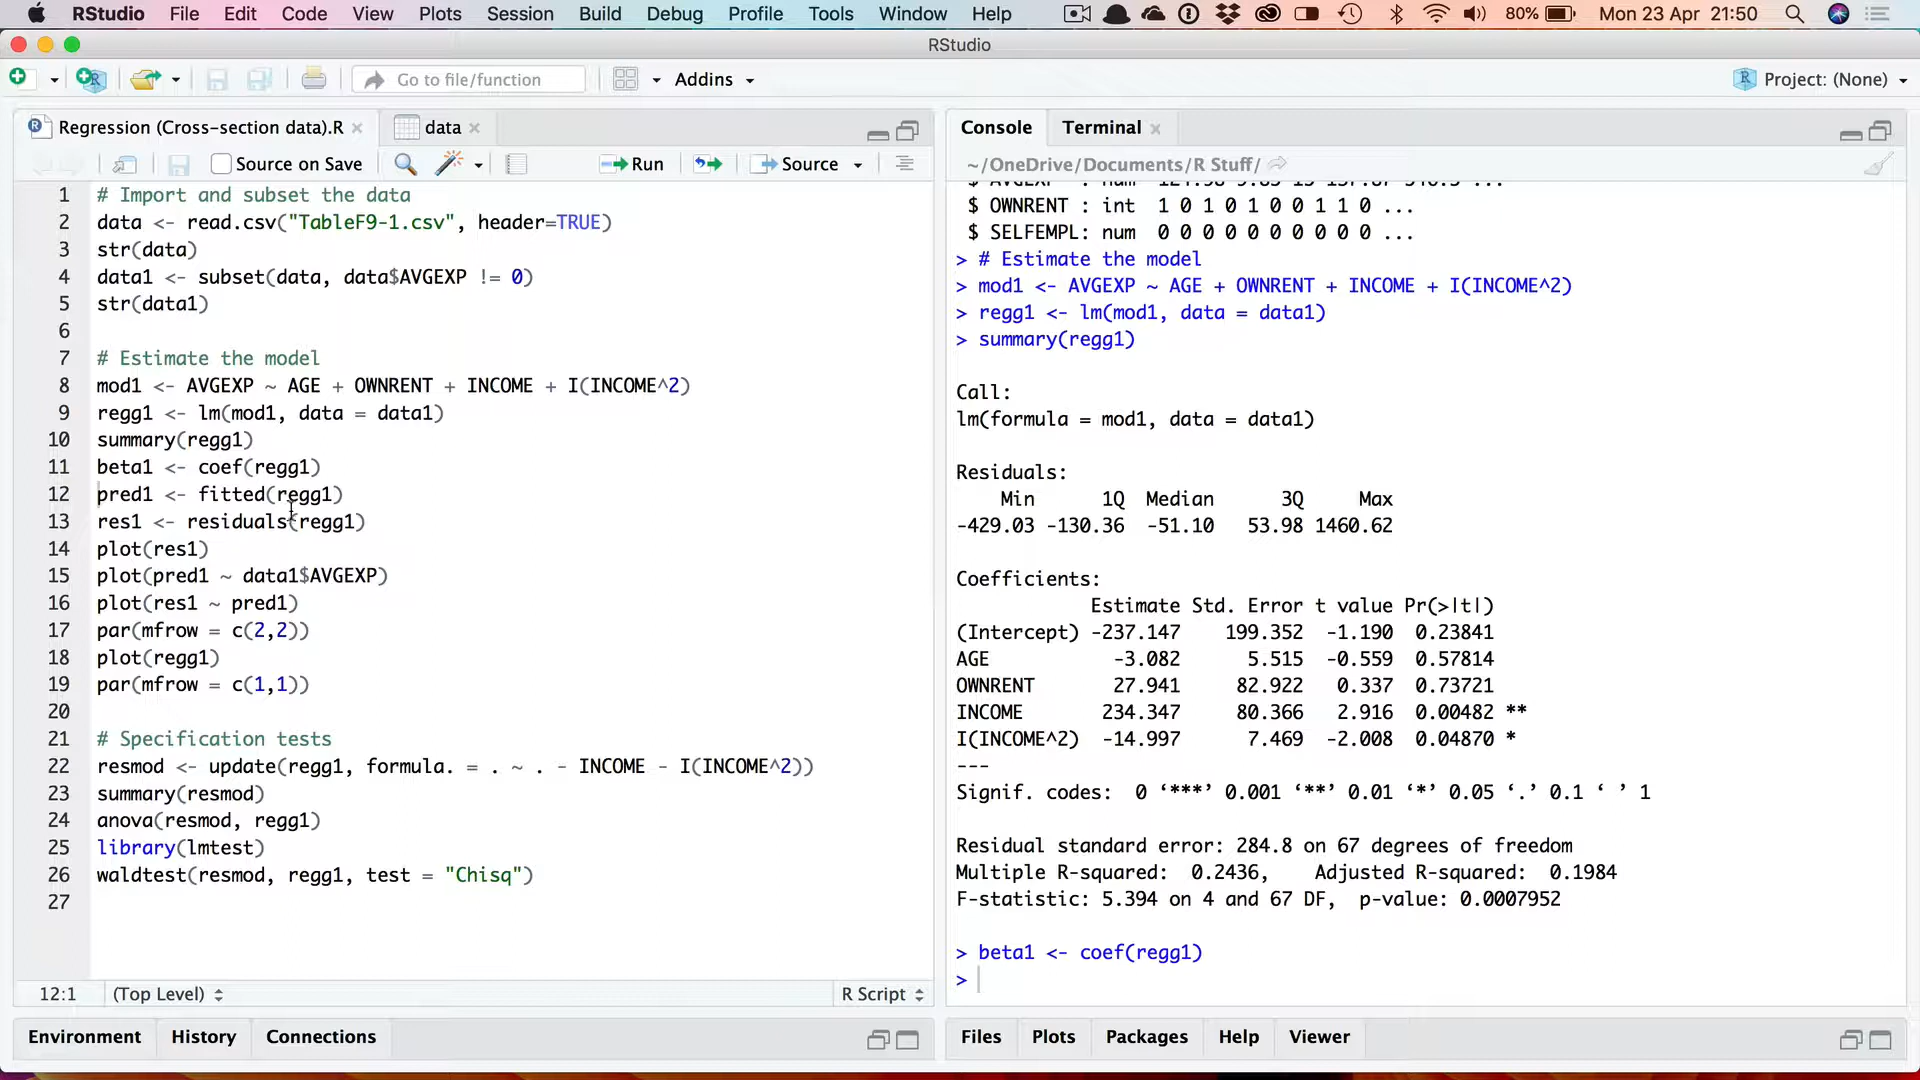 RStudio File Edit Code View Plots Session Build Debug Profile Tools Window Help 80% Mon 23 Apr 21:50
RStudio
Go to file/function Addins Project: (None)
Regression (Cross-section data).R data
Source on Save Run Source
1 # Import and subset the data
2 data <- read.csv("TableF9-1.csv", header=TRUE)
3 str(data)
4 data1 <- subset(data, data$AVGEXP != 0)
5 str(data1)
6
7 # Estimate the model
8 mod1 <- AVGEXP ~ AGE + OWNRENT + INCOME + I(INCOME^2)
9 regg1 <- lm(mod1, data = data1)
10 summary(regg1)
11 beta1 <- coef(regg1)
12 pred1 <- fitted(regg1)
13 res1 <- residuals(regg1)
14 plot(res1)
15 plot(pred1 ~ data1$AVGEXP)
16 plot(res1 ~ pred1)
17 par(mfrow = c(2,2))
18 plot(regg1)
19 par(mfrow = c(1,1))
20
21 # Specification tests
22 resmod <- update(regg1, formula. = . ~ . - INCOME - I(INCOME^2))
23 summary(resmod)
24 anova(resmod, regg1)
25 library(lmtest)
26 waldtest(resmod, regg1, test = "Chisq")
27
12:1 (Top Level) R Script
Environment History Connections
Console Terminal
~/OneDrive/Documents/R Stuff/
$ OWNRENT : int 1 0 1 0 1 0 0 1 1 0 ...
$ SELFEMPL: num 0 0 0 0 0 0 0 0 0 0 ...
> # Estimate the model
> mod1 <- AVGEXP ~ AGE + OWNRENT + INCOME + I(INCOME^2)
> regg1 <- lm(mod1, data = data1)
> summary(regg1)
Call:
lm(formula = mod1, data = data1)
Residuals:
Min 1Q Median 3Q Max
-429.03 -130.36 -51.10 53.98 1460.62
Coefficients:
Estimate Std. Error t value Pr(>|t|)
(Intercept) -237.147 199.352 -1.190 0.23841
AGE -3.082 5.515 -0.559 0.57814
OWNRENT 27.941 82.922 0.337 0.73721
INCOME 234.347 80.366 2.916 0.00482 **
I(INCOME^2) -14.997 7.469 -2.008 0.04870 *
---
Signif. codes: 0 ‘***’ 0.001 ‘**’ 0.01 ‘*’ 0.05 ‘.’ 0.1 ‘ ’ 1
Residual standard error: 284.8 on 67 degrees of freedom
Multiple R-squared: 0.2436, Adjusted R-squared: 0.1984
F-statistic: 5.394 on 4 and 67 DF, p-value: 0.0007952
> beta1 <- coef(regg1)
>
Files Plots Packages Help Viewer